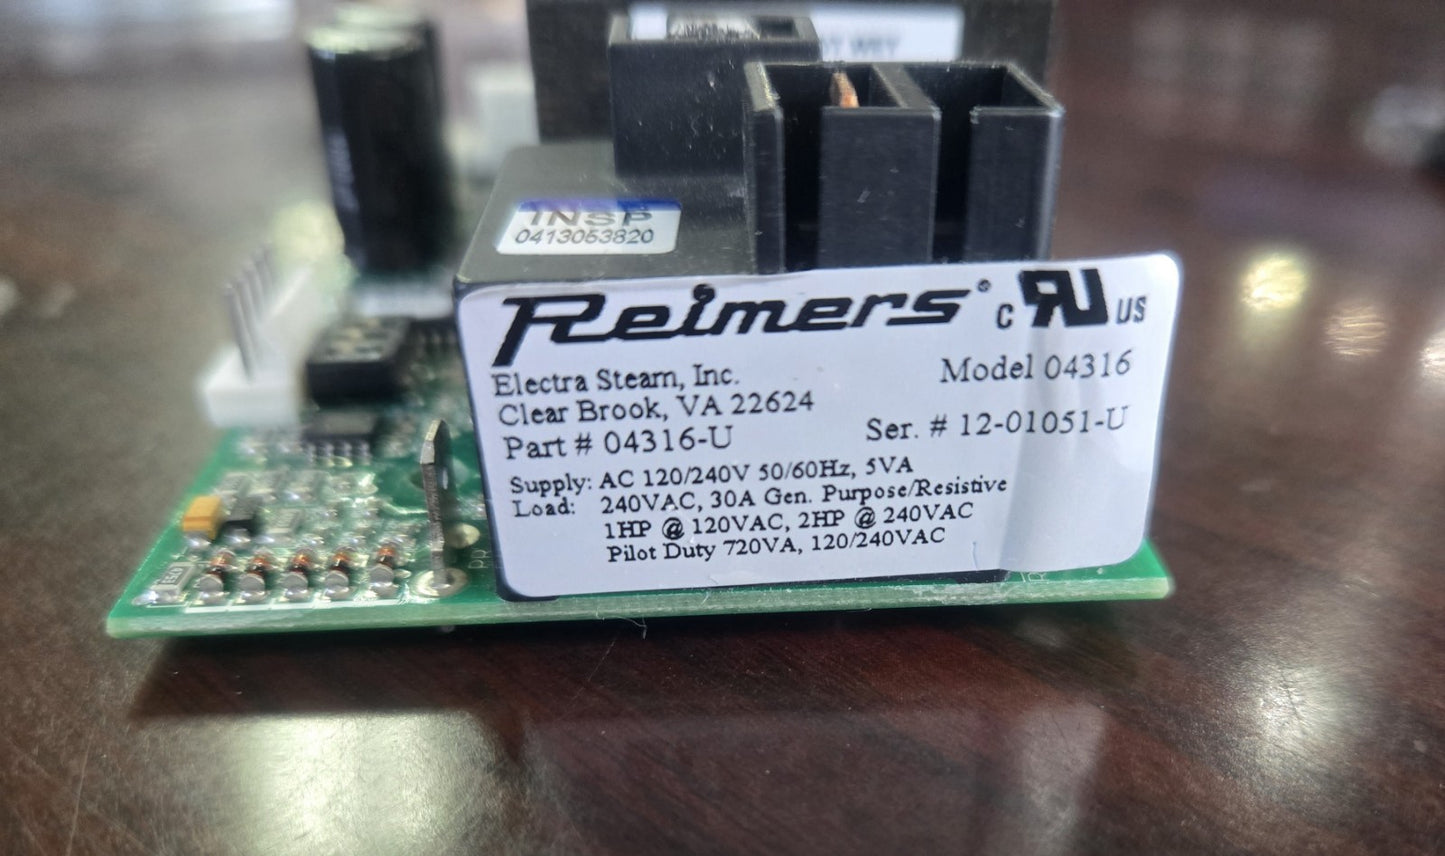 INSP
0413053820
Reimers® c RU US
Electra Steam, Inc.
Clear Brook, VA 22624
Model 04316
Part # 04316-U
Ser. # 12-01051-U
Supply: AC 120/240V 50/60Hz, 5VA
Load: 240VAC, 30A Gen. Purpose/Resistive
1HP @ 120VAC, 2HP @ 240VAC
Pilot Duty 720VA, 120/240VAC